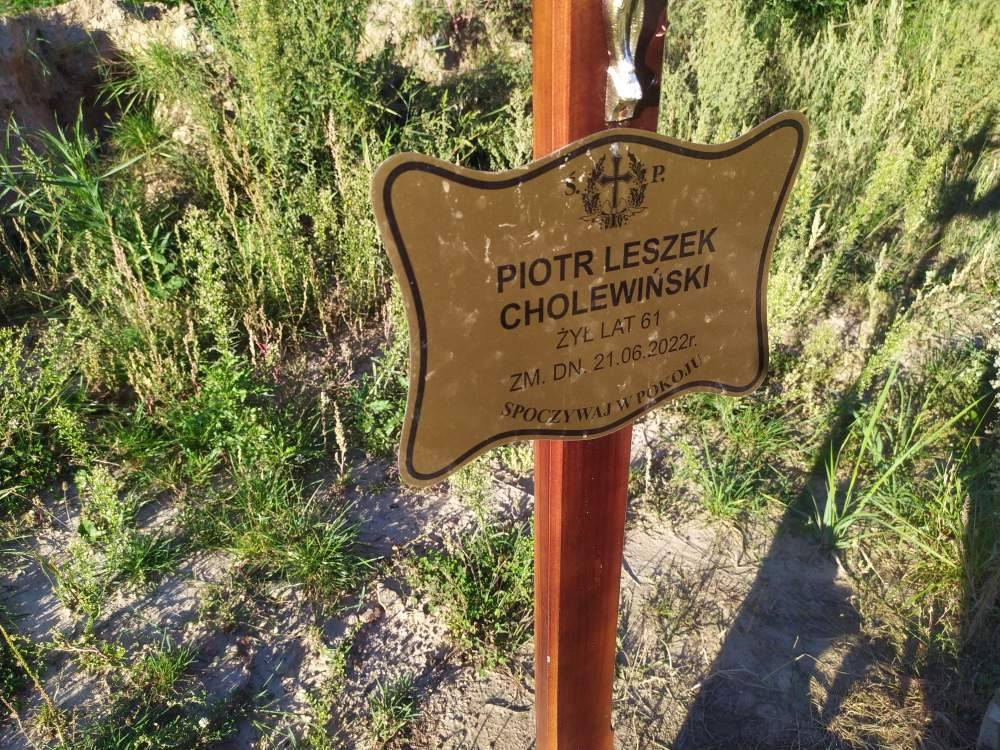 Ś. P.
PIOTR LESZEK
CHOLEWIŃSKI
ŻYŁ LAT 61
ZM. DN. 21.06.2022r.
SPOCZYWAJ W POKOJU